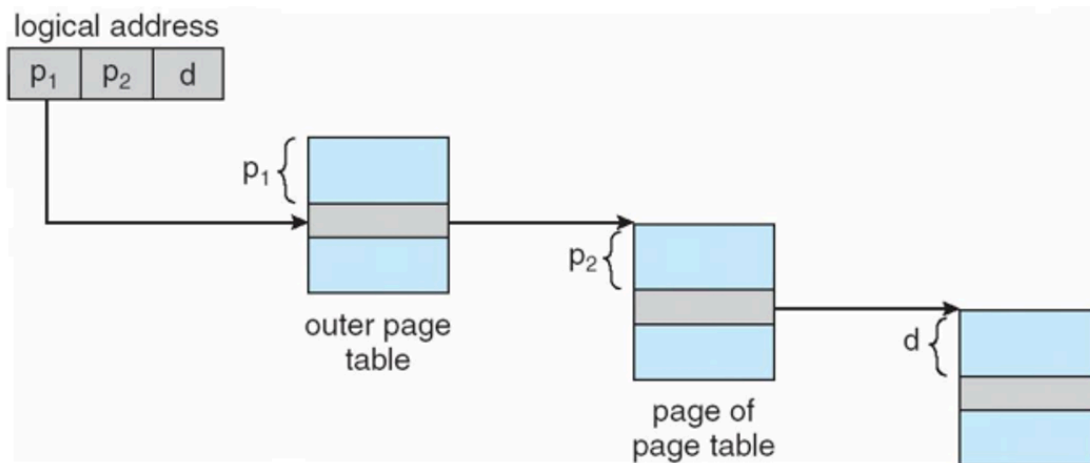 logical address
p₁ p₂ d
p₁
outer page
table
p₂
page of
page table
d